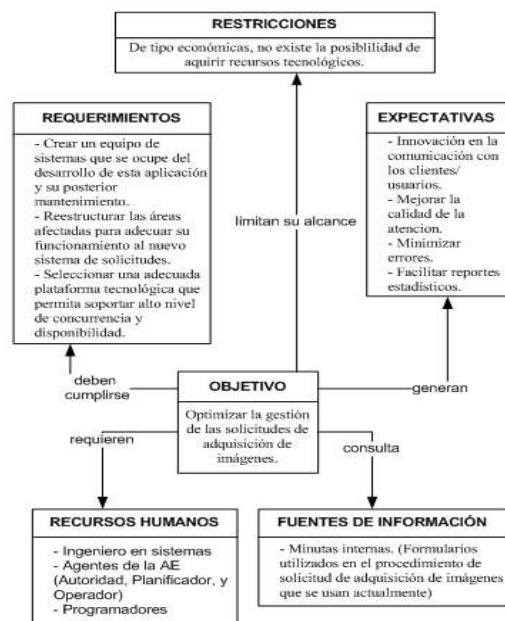 RESTRICCIONES
De tipo económicas, no existe la posiblilidad de
aquirir recursos tecnológicos.
REQUERIMIENTOS
- Crear un equipo de
sistemas que se ocupe del
desarrollo de esta aplicación
y su posterior
mantenimiento.
- Reestructurar las áreas
afectadas para adecuar su
funcionamiento al nuevo
sistema de solicitudes.
- Seleccionar una adecuada
plataforma tecnológica que
permita soportar alto nivel
de concurrencia y
disponibilidad.
EXPECTATIVAS
- Innovación en la
comunicación con
los clientes/
usuarios.
- Mejorar la
calidad de la
atencion.
- Minimizar
errores.
- Facilitar reportes
estadísticos.
limitan su alcance
deben
cumplirse
OBJETIVO
Optimizar la gestión
de las solicitudes de
adquisición de
imágenes.
generan
requieren
consulta
RECURSOS HUMANOS
- Ingeniero en sistemas
- Agentes de la AE
(Autoridad, Planificador, y
Operador)
- Programadores
FUENTES DE INFORMACIÓN
- Minutas internas. (Formularios
utilizados en el procedimiento de
solicitud de adquisición de imágenes
que se usan actualmente)